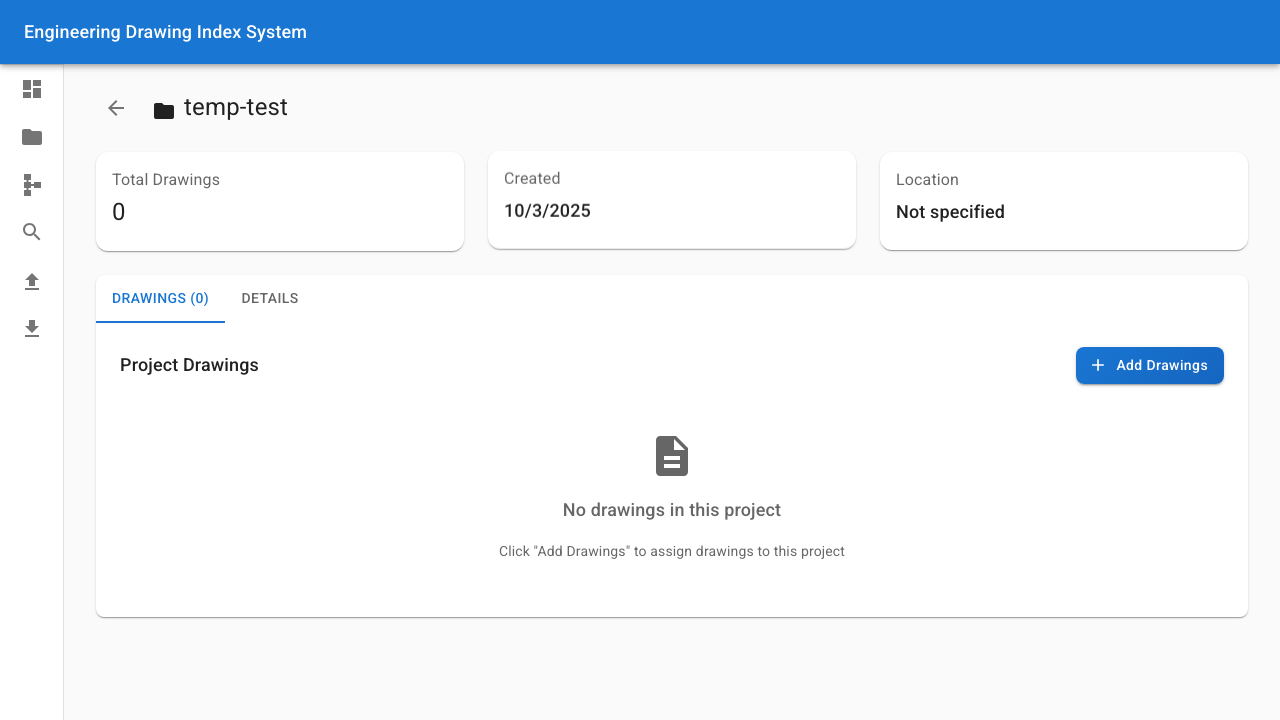 Engineering Drawing Index System
temp-test
Total Drawings
0
Created
10/3/2025
Location
Not specified
DRAWINGS (0)
DETAILS
Project Drawings
Add Drawings
No drawings in this project
Click "Add Drawings" to assign drawings to this project